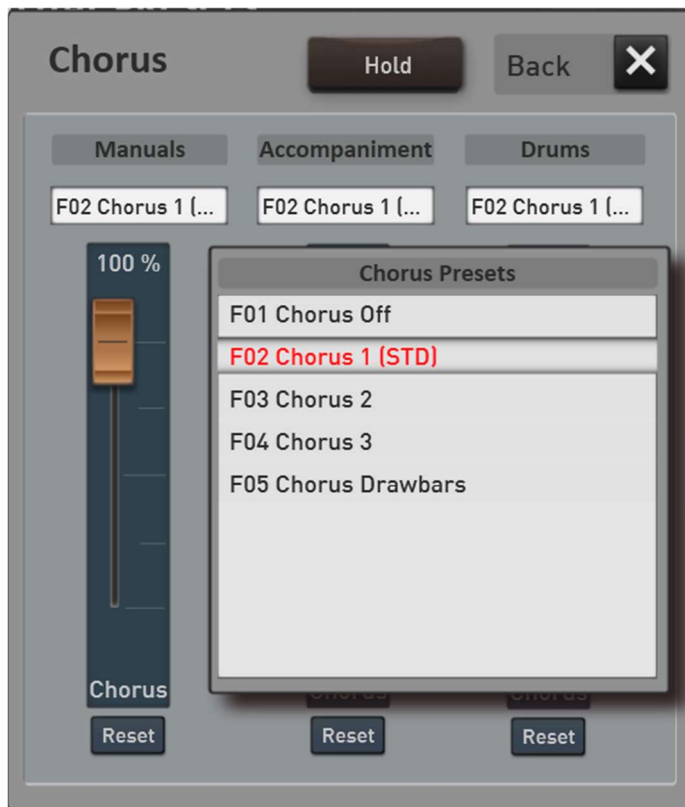 Chorus
Hold
Back
Manuals
Accompaniment
Drums
F02 Chorus 1 (...
F02 Chorus 1 (...
F02 Chorus 1 (...
100 %
Chorus Presets
F01 Chorus Off
F02 Chorus 1 (STD)
F03 Chorus 2
F04 Chorus 3
F05 Chorus Drawbars
Chorus
Chorus
Chorus
Reset
Reset
Reset